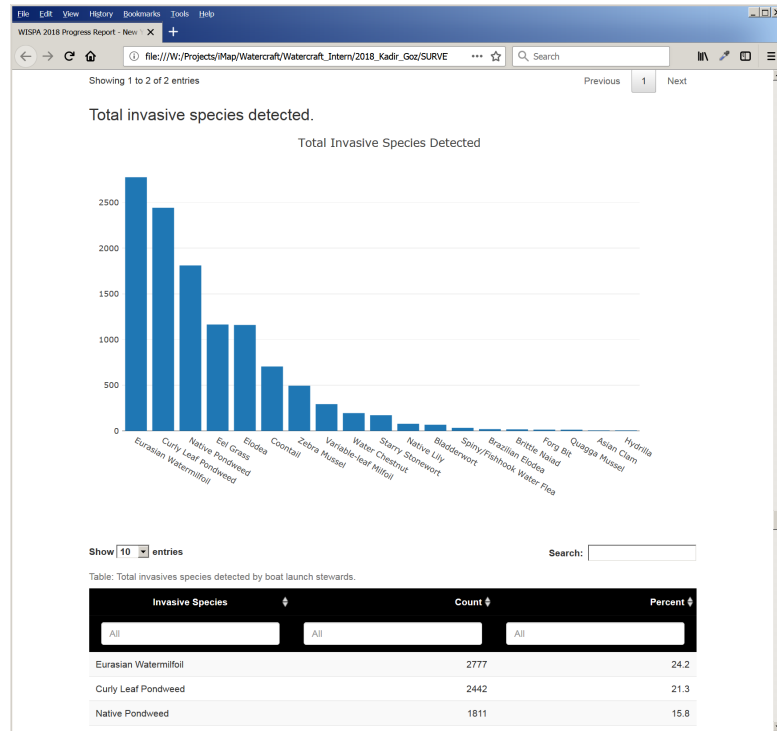 File Edit View History Bookmarks Tools Help
WISPA 2018 Progress Report - New
file:///W:/Projects/iMap/Watercraft/Watercraft_Intern/2018_Kadir_Goz/SURVE
Search
Showing 1 to 2 of 2 entries
Previous 1 Next
Total invasive species detected.
Total Invasive Species Detected
2500
2000
1500
1000
500
0
Eurasian Watermilfoil
Curly Leaf Pondweed
Native Pondweed
Eel Grass
Elodea
Coontail
Zebra Mussel
Variable-leaf Milfoil
Water Chestnut
Starry Stonewort
Native Lily
Bladderwort
Spiny/Fishhook Water Flea
Brazilian Elodea
Brittle Naiad
Forg Bit
Quagga Mussel
Asian Clam
Hydrilla
Show 10 entries
Search:
Table: Total invasives species detected by boat launch stewards.
Invasive Species Count Percent
All All All
Eurasian Watermilfoil 2777 24.2
Curly Leaf Pondweed 2442 21.3
Native Pondweed 1811 15.8